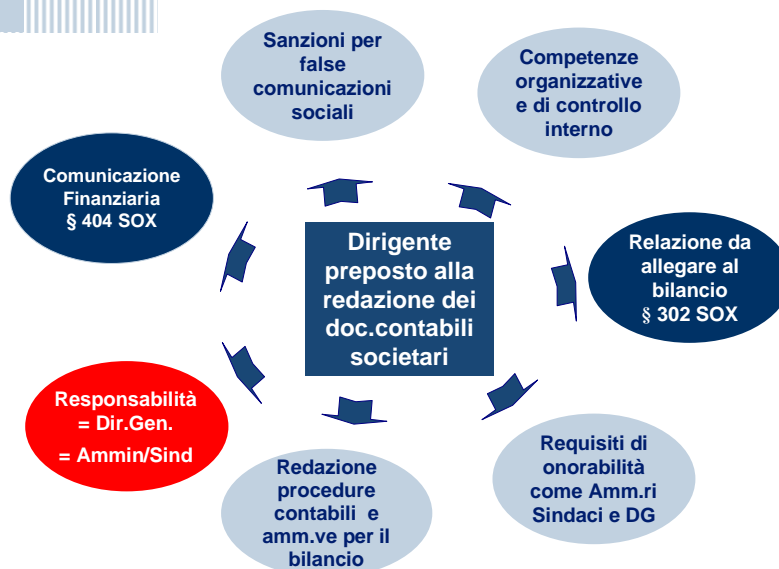 Sanzioni per
false
comunicazioni
sociali
Competenze
organizzative
e di controllo
interno
Comunicazione
Finanziaria
§ 404 SOX
Dirigente
preposto alla
redazione dei
doc.contabili
societari
Relazione da
allegare al
bilancio
§ 302 SOX
Responsabilità
= Dir.Gen.
= Ammin/Sind
Redazione
procedure
contabili e
amm.ve per il
bilancio
Requisiti di
onorabilità
come Amm.ri
Sindaci e DG